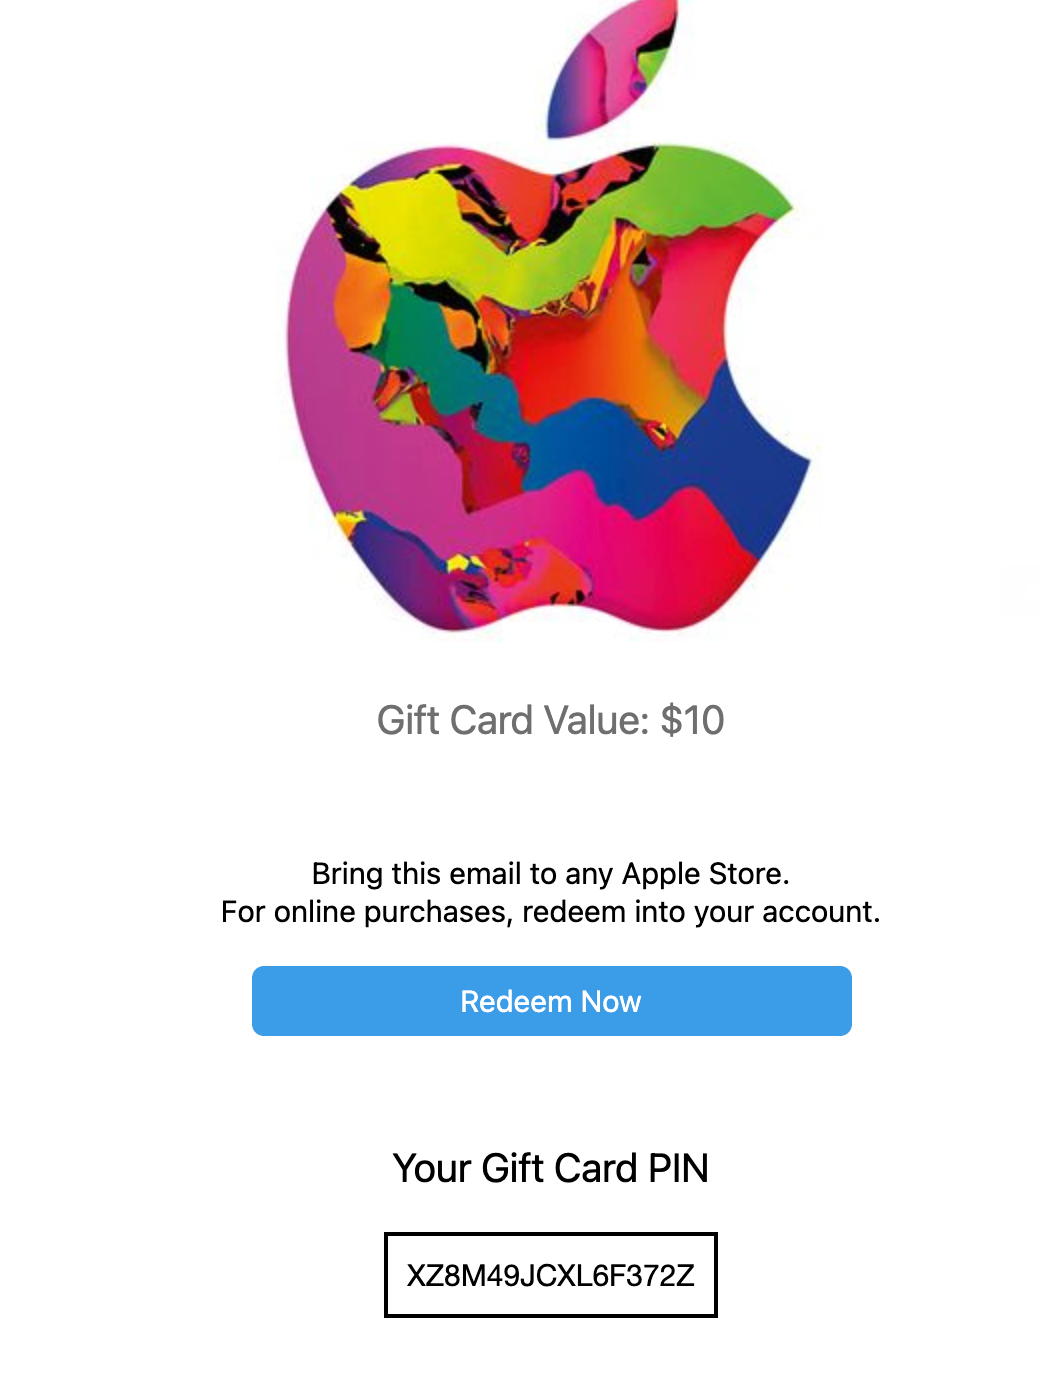 Gift Card Value: $10
Bring this email to any Apple Store.
For online purchases, redeem into your account.
Redeem Now
Your Gift Card PIN
XZ8M49JCXL6F372Z